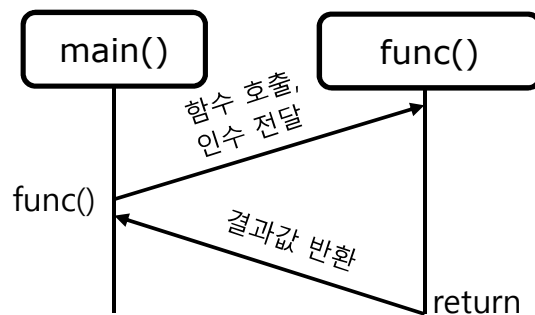 main()
func()
함수 호출,
인수 전달
func()
결과값 반환
return